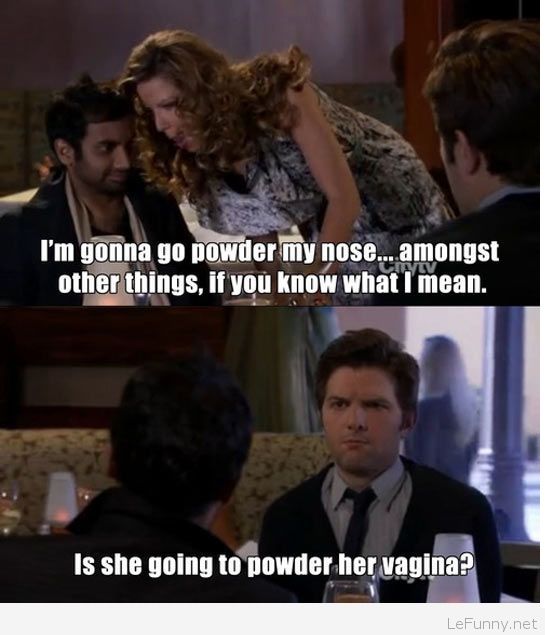 I'm gonna go powder my nose... amongst
other things, if you know what I mean.
Citytv
Is she going to powder her vagina?
LeFunny.net